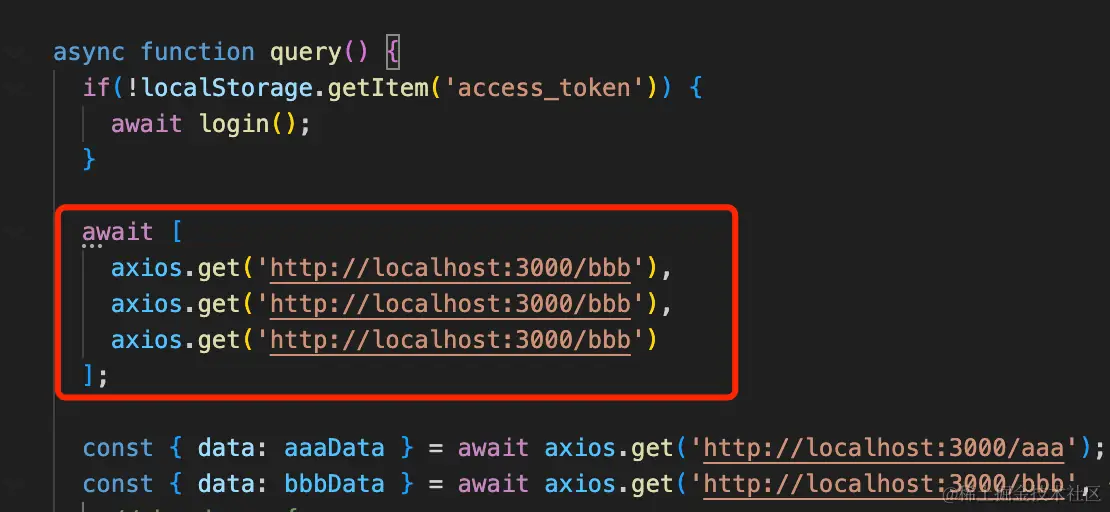 async function query() {
  if(!localStorage.getItem('access_token')) {
    await login();
  }

  await [
    axios.get('http://localhost:3000/bbb'),
    axios.get('http://localhost:3000/bbb'),
    axios.get('http://localhost:3000/bbb')
  ];

  const { data: aaaData } = await axios.get('http://localhost:3000/aaa');
  const { data: bbbData } = await axios.get('http://localhost:3000/bbb',
@稀土掘金技术社区